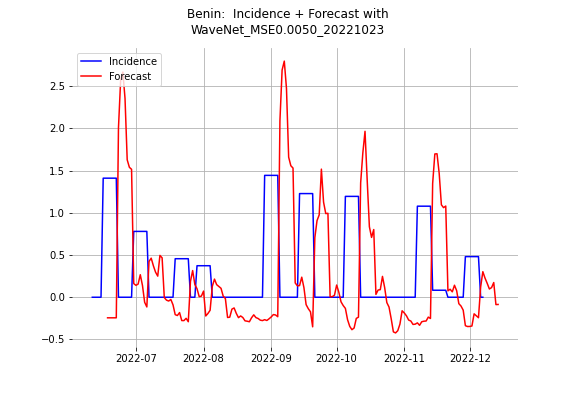 Benin:  Incidence + Forecast with
WaveNet_MSE0.0050_20221023
Incidence
Forecast
2.5
2.0
1.5
1.0
0.5
0.0
−0.5
2022-07 2022-08 2022-09 2022-10 2022-11 2022-12